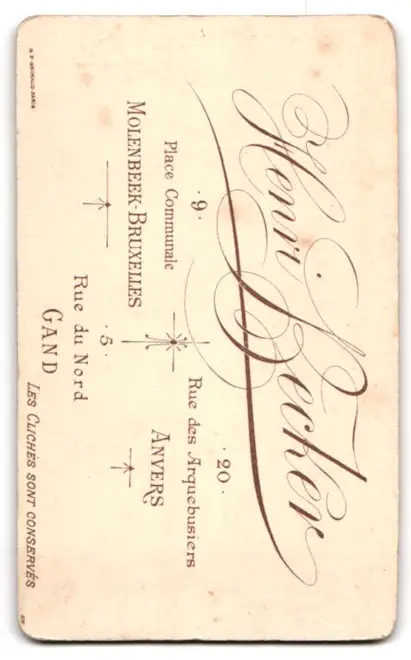 Henri Becker
· 9 ·
Place Communale
MOLENBEEK-BRUXELLES
· 20 ·
Rue des Arquebusiers
ANVERS
· 5 ·
Rue du Nord
GAND
LES CLICHÉS SONT CONSERVÉS